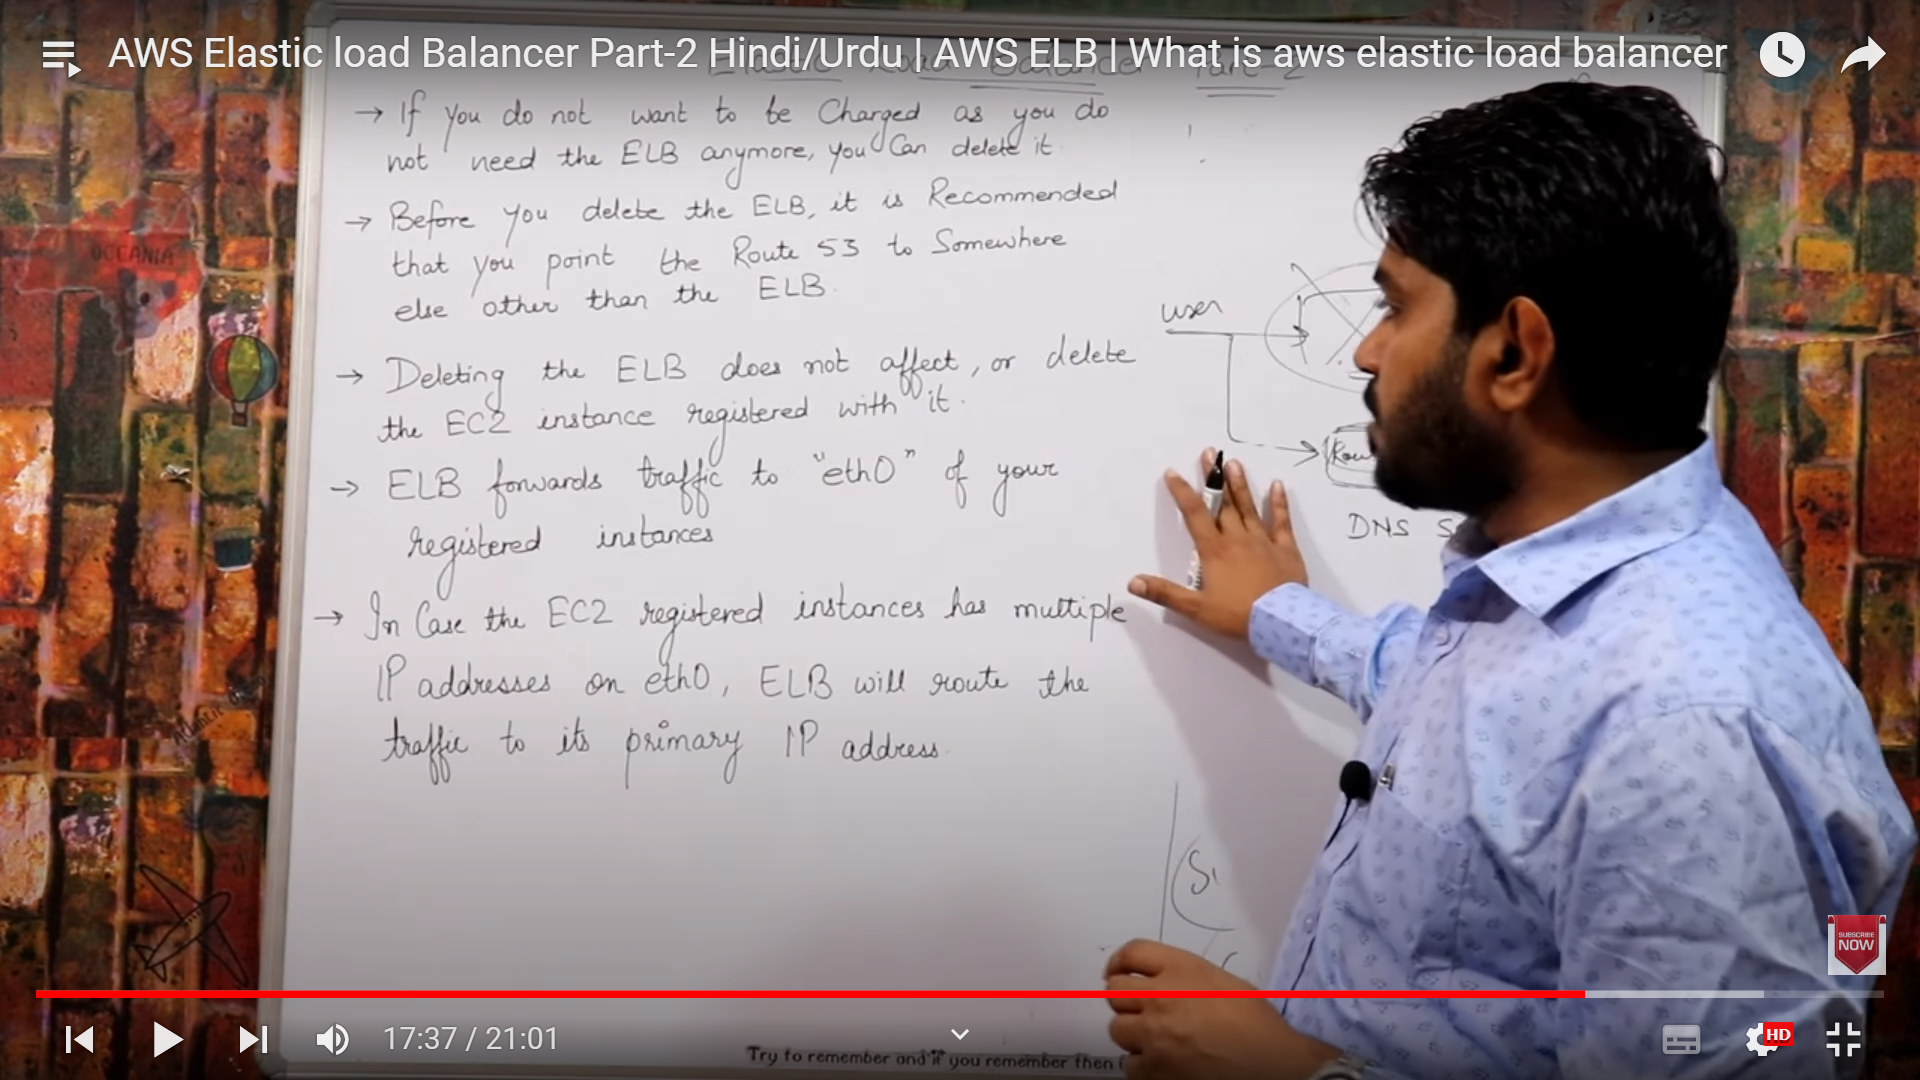 AWS Elastic load Balancer Part-2 Hindi/Urdu | AWS ELB | What is aws elastic load balancer
Elastic Load Balancer Part-2
→ If you do not want to be Charged as you do
not need the ELB anymore, you Can delete it.
→ Before you delete the ELB, it is Recommended
that you point the Route 53 to Somewhere
else other than the ELB.
→ Deleting the ELB does not affect, or delete
the EC2 instance registered with it.
→ ELB forwards traffic to "eth0" of your
registered instances
→ In Case the EC2 registered instances has multiple
IP addresses on eth0, ELB will route the
traffic to its primary IP address.
user
DNS
OCEANIA
SUBSCRIBE
NOW
17:37 / 21:01
HD
Try to remember and if you remember then